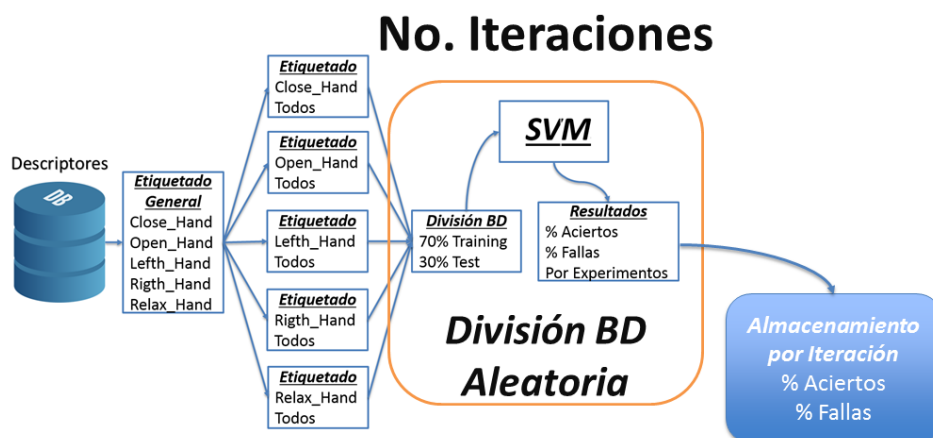 No. Iteraciones
Descriptores
DB
Etiquetado
General
Close_Hand
Open_Hand
Lefth_Hand
Rigth_Hand
Relax_Hand
Etiquetado
Close_Hand
Todos
Etiquetado
Open_Hand
Todos
Etiquetado
Lefth_Hand
Todos
Etiquetado
Rigth_Hand
Todos
Etiquetado
Relax_Hand
Todos
División BD
70% Training
30% Test
SVM
Resultados
% Aciertos
% Fallas
Por Experimentos
División BD
Aleatoria
Almacenamiento
por Iteración
% Aciertos
% Fallas